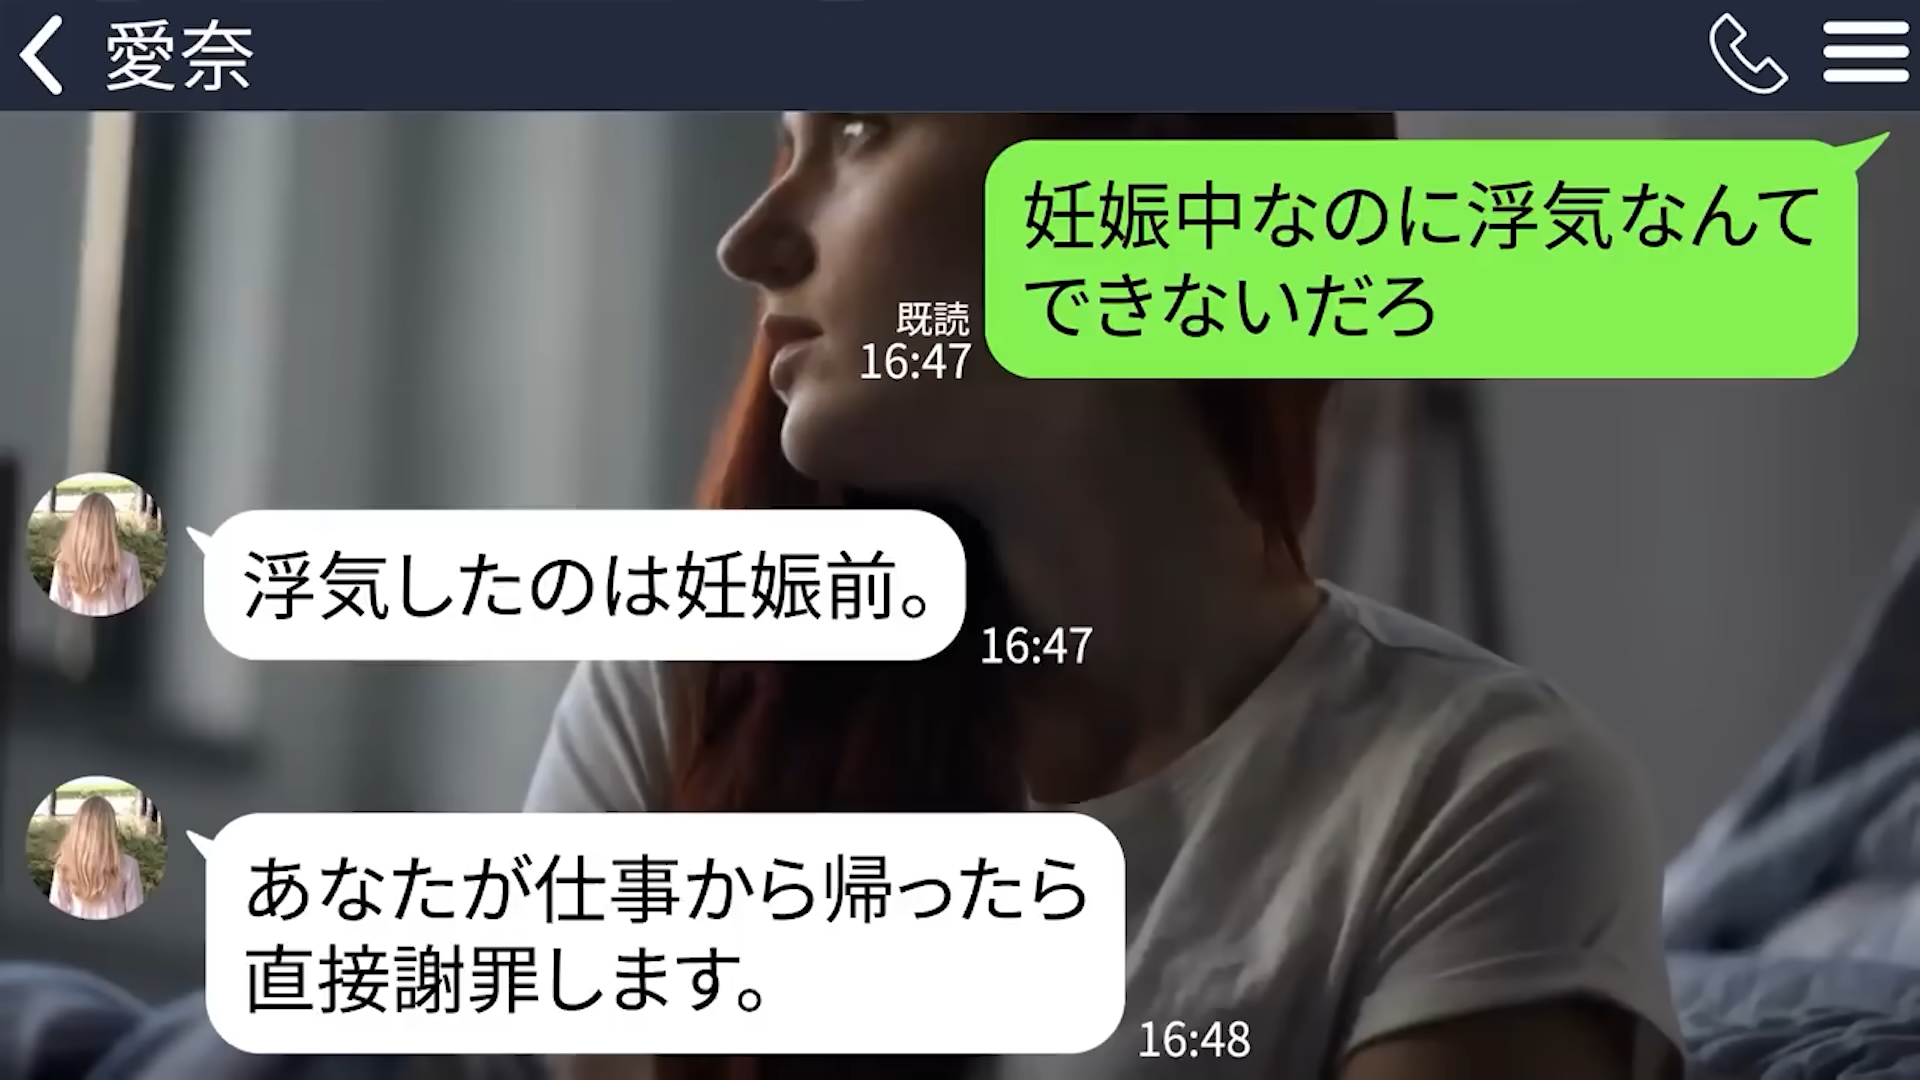 愛奈
妊娠中なのに浮気なんて
できないだろ
既読
16:47
浮気したのは妊娠前。
16:47
あなたが仕事から帰ったら
直接謝罪します。
16:48